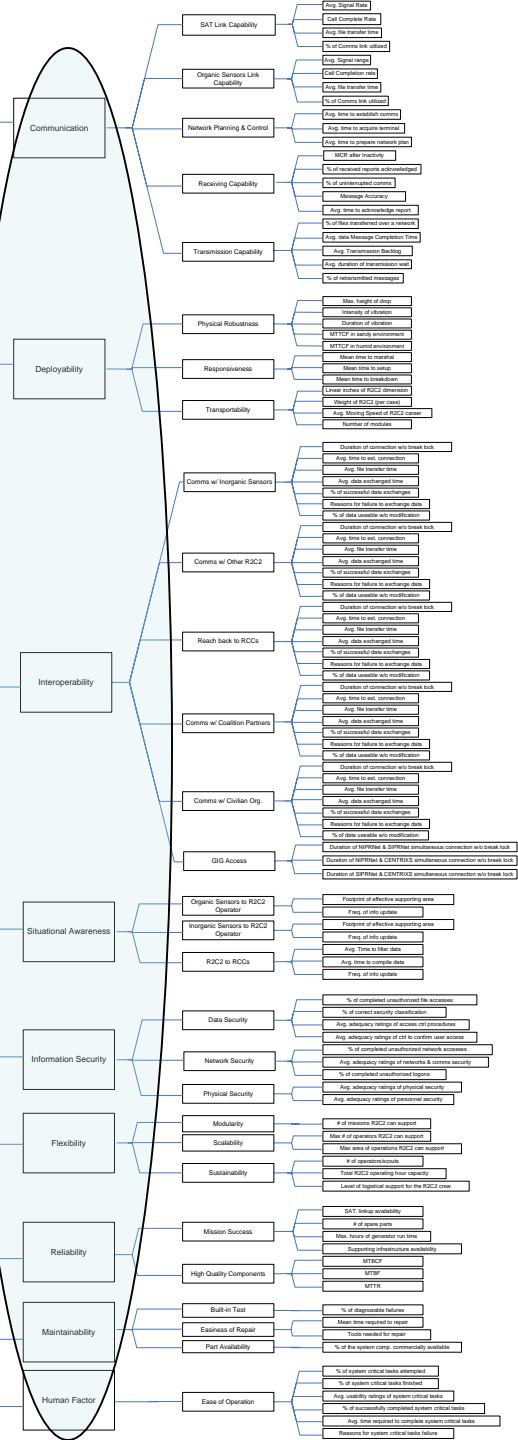 Communication
SAT Link Capability
Avg. Signal Rate
Call Complete Rate
Avg. file transfer time
% of Comms link utilized
Organic Sensors Link
Capability
Avg. Signal range
Call Completion rate
Avg. file transfer time
% of Comms link utilized
Network Planning & Control
Avg. time to establish comms
Avg. time to acquire terminal
Avg. time to prepare network plan
Receiving Capability
MCR after Inactivity
% of received reports acknowledged
% of uninterrupted comms
Message Accuracy
Avg. time to acknowledge report
Transmission Capability
% of files transferred over a network
Avg. data Message Completion Time
Avg. Transmission Backlog
Avg. duration of transmission wait
% of retransmitted messages
Deployability
Physical Robustness
Max. height of drop
Intensity of vibration
Duration of vibration
MTTCF in sandy environment
MTTCF in humid environment
Responsiveness
Mean time to marshal
Mean time to setup
Mean time to breakdown
Transportability
Linear inches of R2C2 dimension
Weight of R2C2 (per case)
Avg. Moving Speed of R2C2 career
Number of modules
Interoperability
Comms w/ Inorganic Sensors
Duration of connection w/o break lock
Avg. time to est. connection
Avg. file transfer time
Avg. data exchanged time
% of successful data exchanges
Reasons for failure to exchange data
% of data useable w/o modification
Comms w/ Other R2C2
Duration of connection w/o break lock
Avg. time to est. connection
Avg. file transfer time
Avg. data exchanged time
% of successful data exchanges
Reasons for failure to exchange data
% of data useable w/o modification
Reach back to RCCs
Duration of connection w/o break lock
Avg. time to est. connection
Avg. file transfer time
Avg. data exchanged time
% of successful data exchanges
Reasons for failure to exchange data
% of data useable w/o modification
Comms w/ Coalition Partners
Duration of connection w/o break lock
Avg. time to est. connection
Avg. file transfer time
Avg. data exchanged time
% of successful data exchanges
Reasons for failure to exchange data
% of data useable w/o modification
Comms w/ Civilian Org.
Duration of connection w/o break lock
Avg. time to est. connection
Avg. file transfer time
Avg. data exchanged time
% of successful data exchanges
Reasons for failure to exchange data
% of data useable w/o modification
GIG Access
Duration of NIPRNet & SIPRNet simultaneous connection w/o break lock
Duration of NIPRNet & CENTRIXS simultaneous connection w/o break lock
Duration of SIPRNet & CENTRIXS simultaneous connection w/o break lock
Situational Awareness
Organic Sensors to R2C2
Operator
Footprint of effective supporting area
Freq. of info update
Inorganic Sensors to R2C2
Operator
Footprint of effective supporting area
Freq. of info update
R2C2 to RCCs
Avg. Time to filter data
Avg. time to compile data
Freq. of info update
Information Security
Data Security
% of completed unauthorized file accesses
% of correct security classification
Avg. adequacy ratings of access ctrl procedures
Avg. adequacy ratings of ctrl to confirm user access
Network Security
% of completed unauthorized network accesses
Avg. adequacy ratings of networks & comms security
% of completed unauthorized logons
Physical Security
Avg. adequacy ratings of physical security
Avg. adequacy ratings of personnel security
Flexibility
Modularity
# of missions R2C2 can support
Scalability
Max # of operators R2C2 can support
Max area of operations R2C2 can support
Sustainability
# of operators/scouts
Total R2C2 operating hour capacity
Level of logistical support for the R2C2 crew
Reliability
Mission Success
SAT. linkup availability
# of spare parts
Max. hours of generator run time
Supporting infrastructure availability
High Quality Components
MTBCF
MTBF
MTTR
Maintainability
Built-in Test
% of diagnosable failures
Easiness of Repair
Mean time required to repair
Tools needed for repair
Part Availability
% of the system comp. commercially available
Human Factor
Ease of Operation
% of system critical tasks attempted
% of system critical tasks finished
Avg. usability ratings of system critical tasks
% of successfully completed system critical tasks
Avg. time required to complete system critical tasks
Reasons for system critical tasks failure